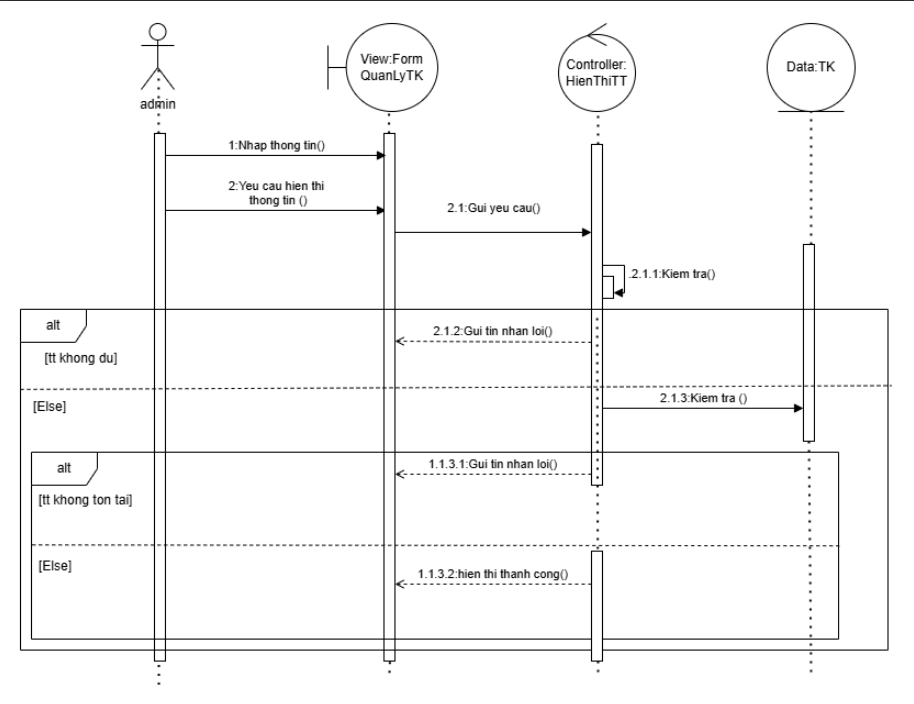 View:Form
QuanLyTK
Controller:
HienThiTT
Data:TK
admin
1:Nhap thong tin()
2:Yeu cau hien thi
thong tin ()
2.1:Gui yeu cau()
.2.1.1:Kiem tra()
alt
2.1.2:Gui tin nhan loi()
[tt khong du]
[Else]
2.1.3:Kiem tra ()
alt
1.1.3.1:Gui tin nhan loi()
[tt khong ton tai]
[Else]
1.1.3.2:hien thi thanh cong()